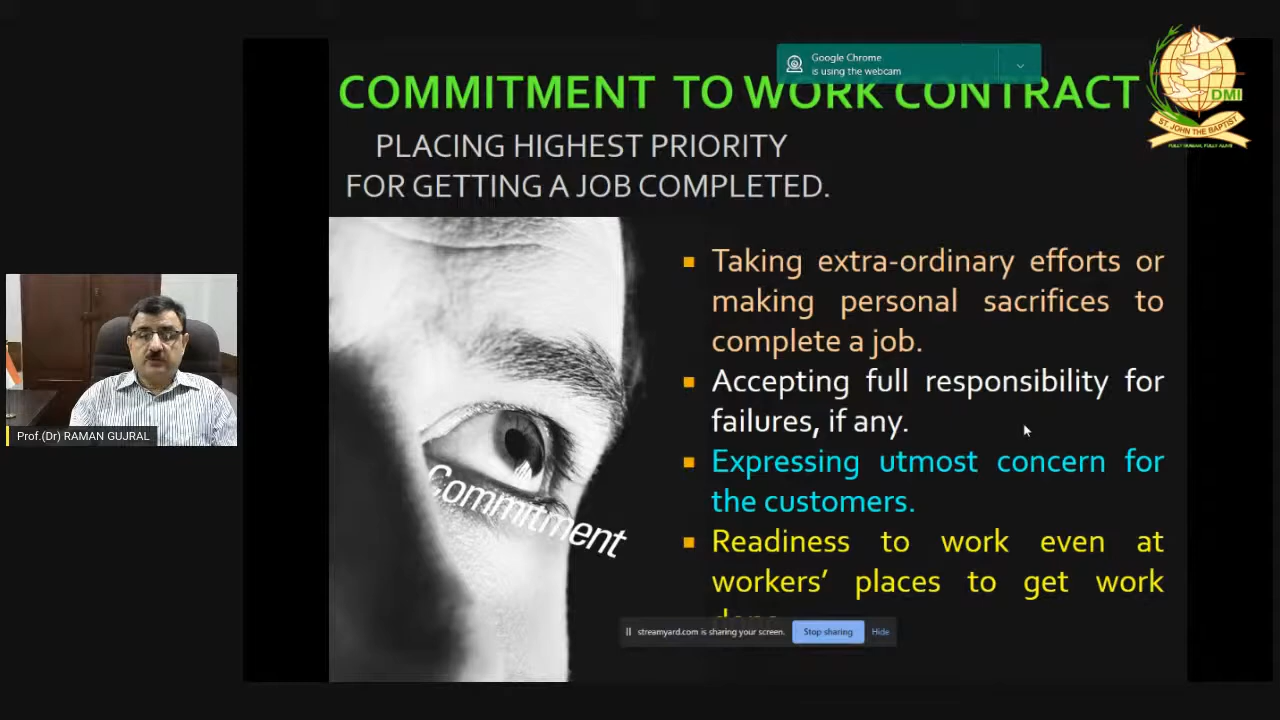 Google Chrome
is using the webcam
COMMITMENT TO WORK CONTRACT
DMI
ST. JOHN THE BAPTIST
PLACING HIGHEST PRIORITY
FOR GETTING A JOB COMPLETED.
Taking extra-ordinary efforts or
making personal sacrifices to
complete a job.
Accepting full responsibility for
failures, if any.
Expressing utmost concern for
the customers.
Readiness to work even at
workers’ places to get work
Commitment
Prof.(Dr) RAMAN GUJRAL
streamyard.com is sharing your screen.
Stop sharing
Hide